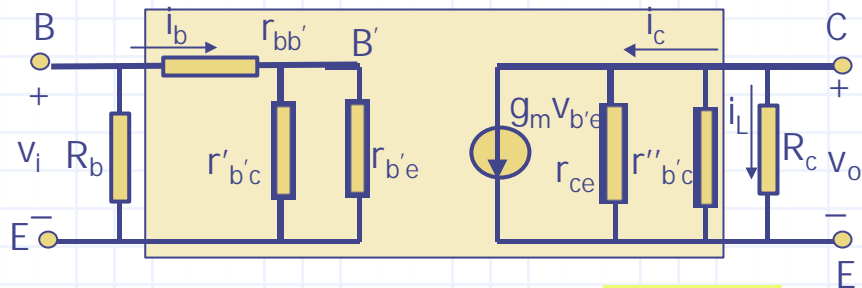 B
i_b
r_bb'
B'
i_c
C
+
+
g_m v_b'e
i_L
v_i
R_b
r'_b'c
r_b'e
r_ce
r''_b'c
R_c
v_o
−
−
E
E